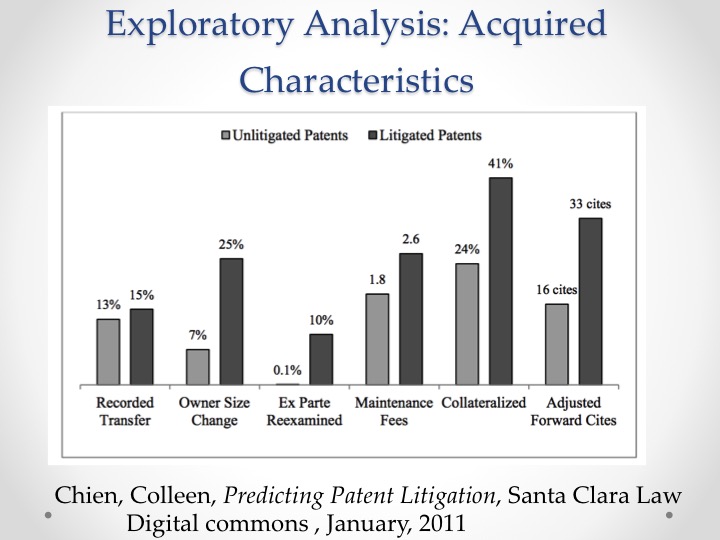 Exploratory Analysis: Acquired
Characteristics
Unlitigated Patents Litigated Patents
13% 15% 7% 25% 0.1% 10% 1.8 2.6 24% 41% 16 cites 33 cites
Recorded Transfer
Owner Size Change
Ex Parte Reexamined
Maintenance Fees
Collateralized
Adjusted Forward Cites
Chien, Colleen, Predicting Patent Litigation, Santa Clara Law
Digital commons , January, 2011